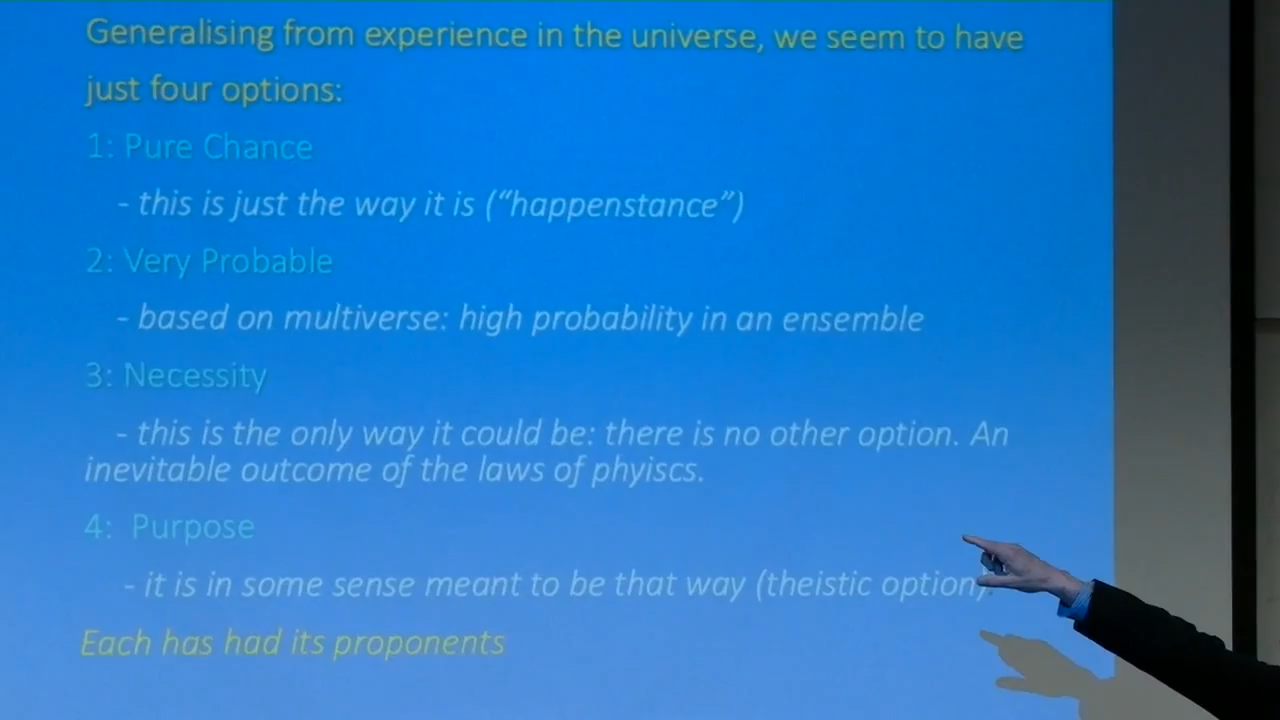 Generalising from experience in the universe, we seem to have
just four options:
1: Pure Chance
- this is just the way it is (“happenstance”)
2: Very Probable
- based on multiverse: high probability in an ensemble
3: Necessity
- this is the only way it could be: there is no other option. An
inevitable outcome of the laws of phyiscs.
4: Purpose
- it is in some sense meant to be that way (theistic option).
Each has had its proponents